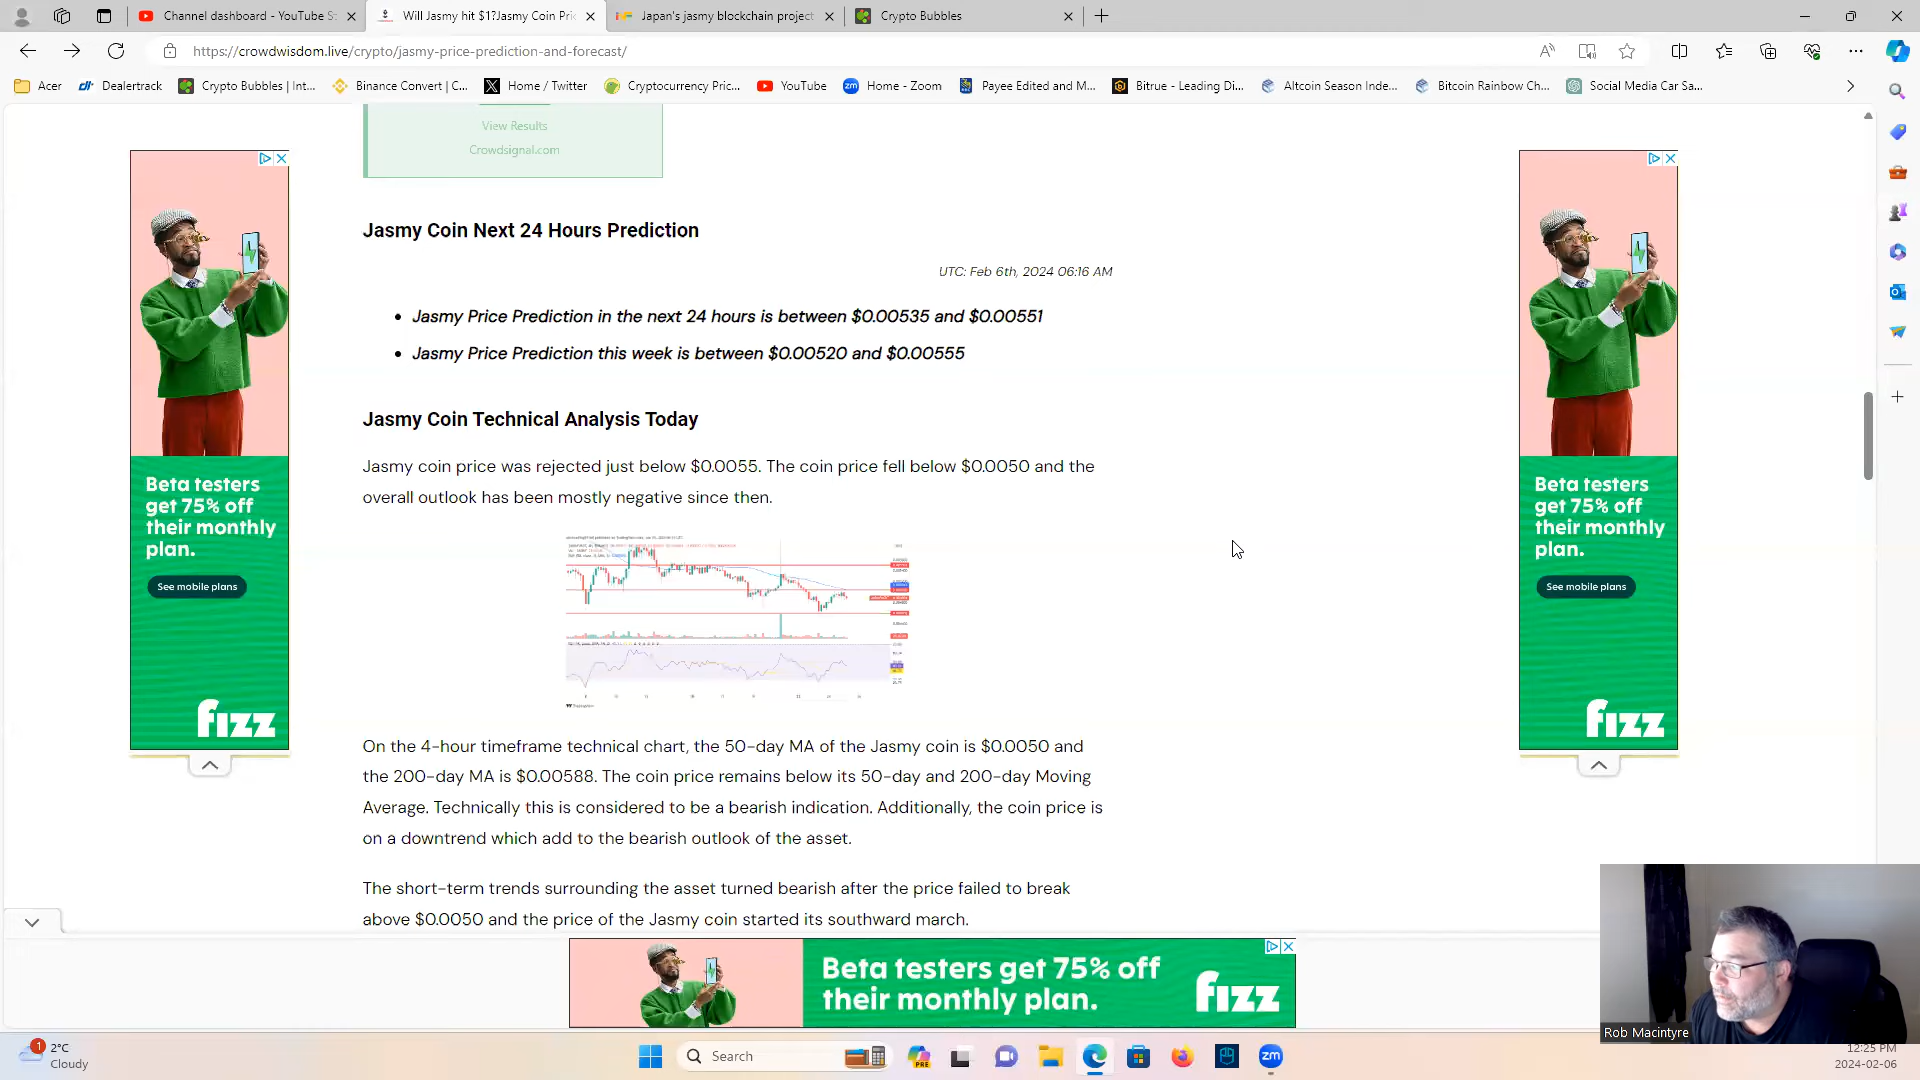 Channel dashboard - YouTube S
Will Jasmy hit $1?Jasmy Coin Pric
Japan's jasmy blockchain project
Crypto Bubbles
https://crowdwisdom.live/crypto/jasmy-price-prediction-and-forecast/
Acer
Dealertrack
Crypto Bubbles | Int...
Binance Convert | C...
Home / Twitter
Cryptocurrency Pric...
YouTube
Home - Zoom
Payee Edited and M...
Bitrue - Leading Di...
Altcoin Season Inde...
Bitcoin Rainbow Ch...
Social Media Car Sa...
View Results
Crowdsignal.com
Jasmy Coin Next 24 Hours Prediction
UTC: Feb 6th, 2024 06:16 AM
• Jasmy Price Prediction in the next 24 hours is between $0.00535 and $0.00551
• Jasmy Price Prediction this week is between $0.00520 and $0.00555
Jasmy Coin Technical Analysis Today
Jasmy coin price was rejected just below $0.0055. The coin price fell below $0.0050 and the
overall outlook has been mostly negative since then.
On the 4-hour timeframe technical chart, the 50-day MA of the Jasmy coin is $0.0050 and
the 200-day MA is $0.00588. The coin price remains below its 50-day and 200-day Moving
Average. Technically this is considered to be a bearish indication. Additionally, the coin price is
on a downtrend which add to the bearish outlook of the asset.
The short-term trends surrounding the asset turned bearish after the price failed to break
above $0.0050 and the price of the Jasmy coin started its southward march.
Beta testers
get 75% off
their monthly
plan.
See mobile plans
fizz
Beta testers
get 75% off
their monthly
plan.
See mobile plans
fizz
Beta testers get 75% off
their monthly plan.
fizz
Rob Macintyre
1
2°C
Cloudy
Search
PRE
zm
12:25 PM
2024-02-06